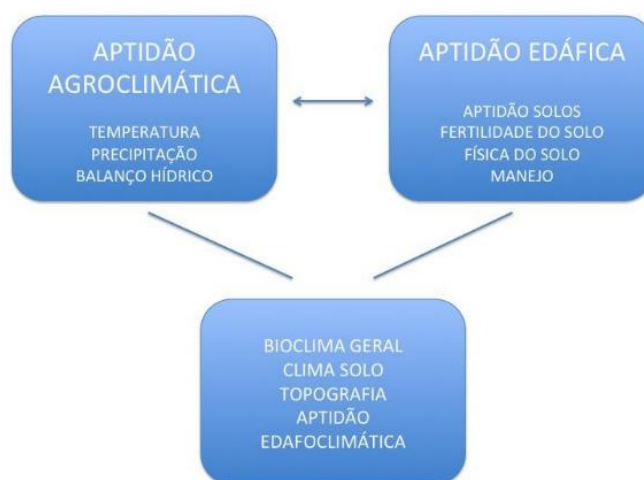 APTIDÃO
AGROCLIMÁTICA
TEMPERATURA
PRECIPITAÇÃO
BALANÇO HÍDRICO
APTIDÃO EDÁFICA
APTIDÃO SOLOS
FERTILIDADE DO SOLO
FÍSICA DO SOLO
MANEJO
BIOCLIMA GERAL
CLIMA SOLO
TOPOGRAFIA
APTIDÃO
EDAFOCLIMÁTICA